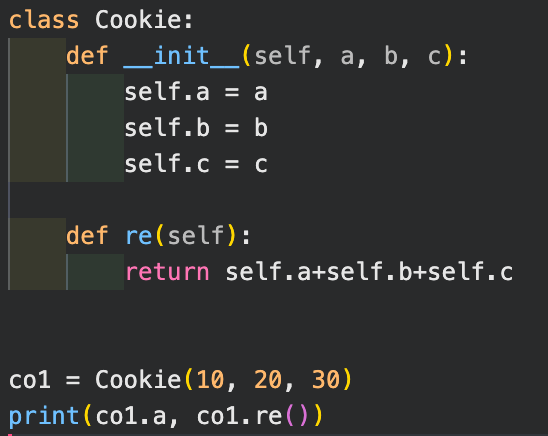 class Cookie:
    def __init__(self, a, b, c):
        self.a = a
        self.b = b
        self.c = c

    def re(self):
        return self.a+self.b+self.c


co1 = Cookie(10, 20, 30)
print(co1.a, co1.re())